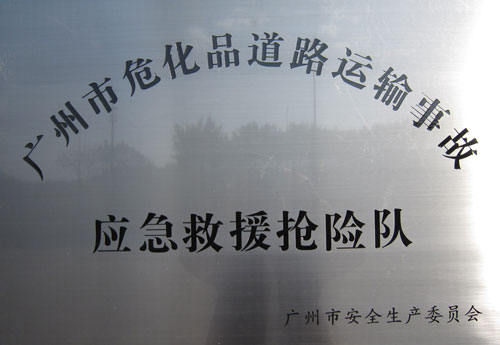 广州市危化品道路运输事故
应急救援抢险队
广州市安全生产委员会